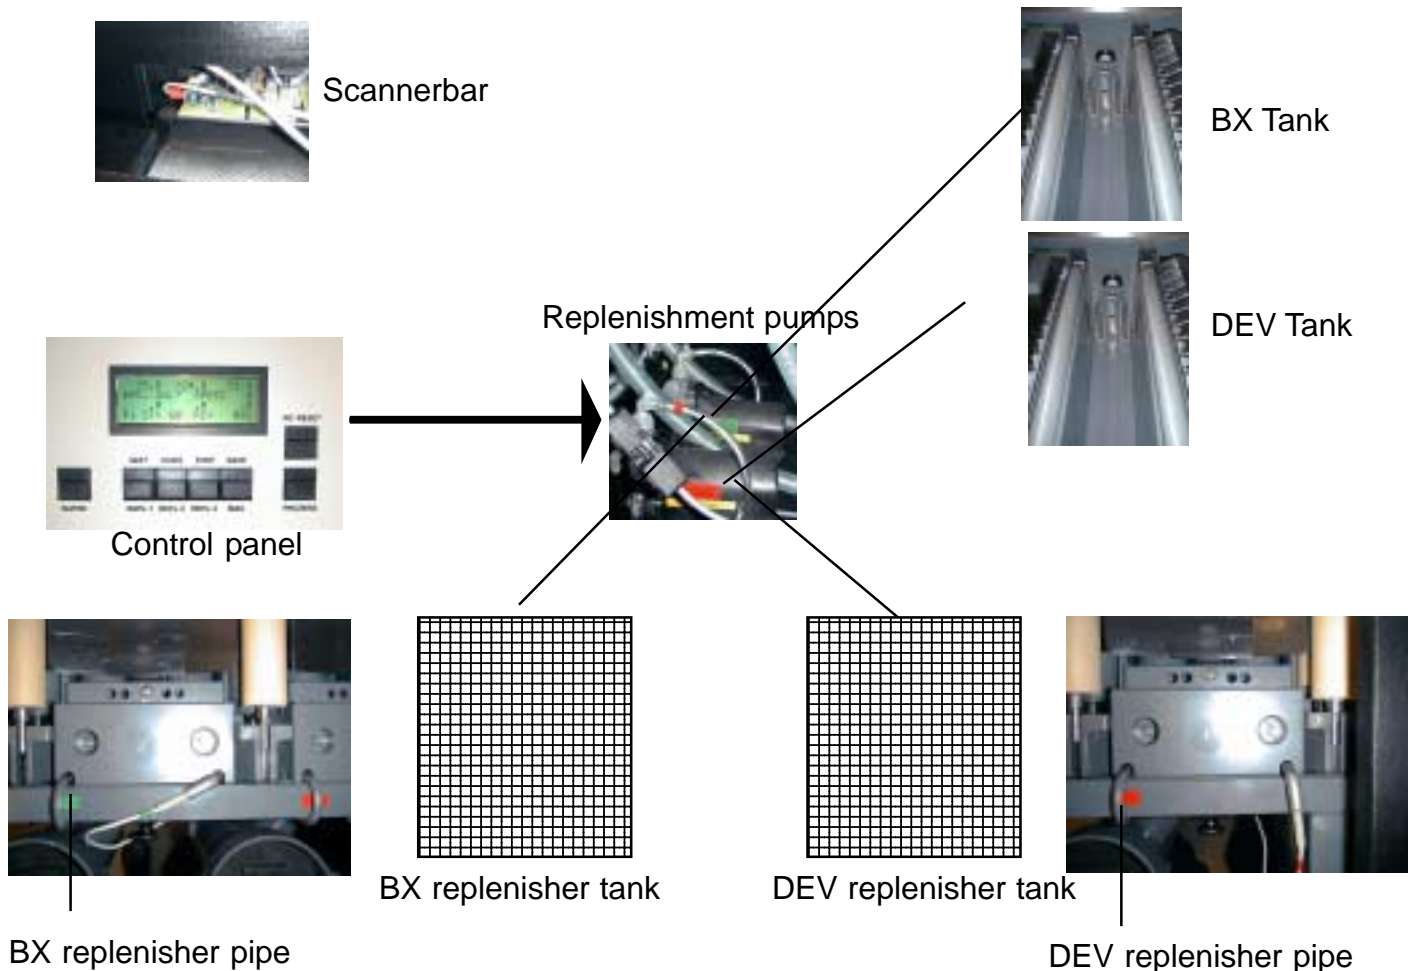 Scannerbar
BX Tank
Replenishment pumps
DEV Tank
Control panel
BX replenisher tank
DEV replenisher tank
BX replenisher pipe
DEV replenisher pipe